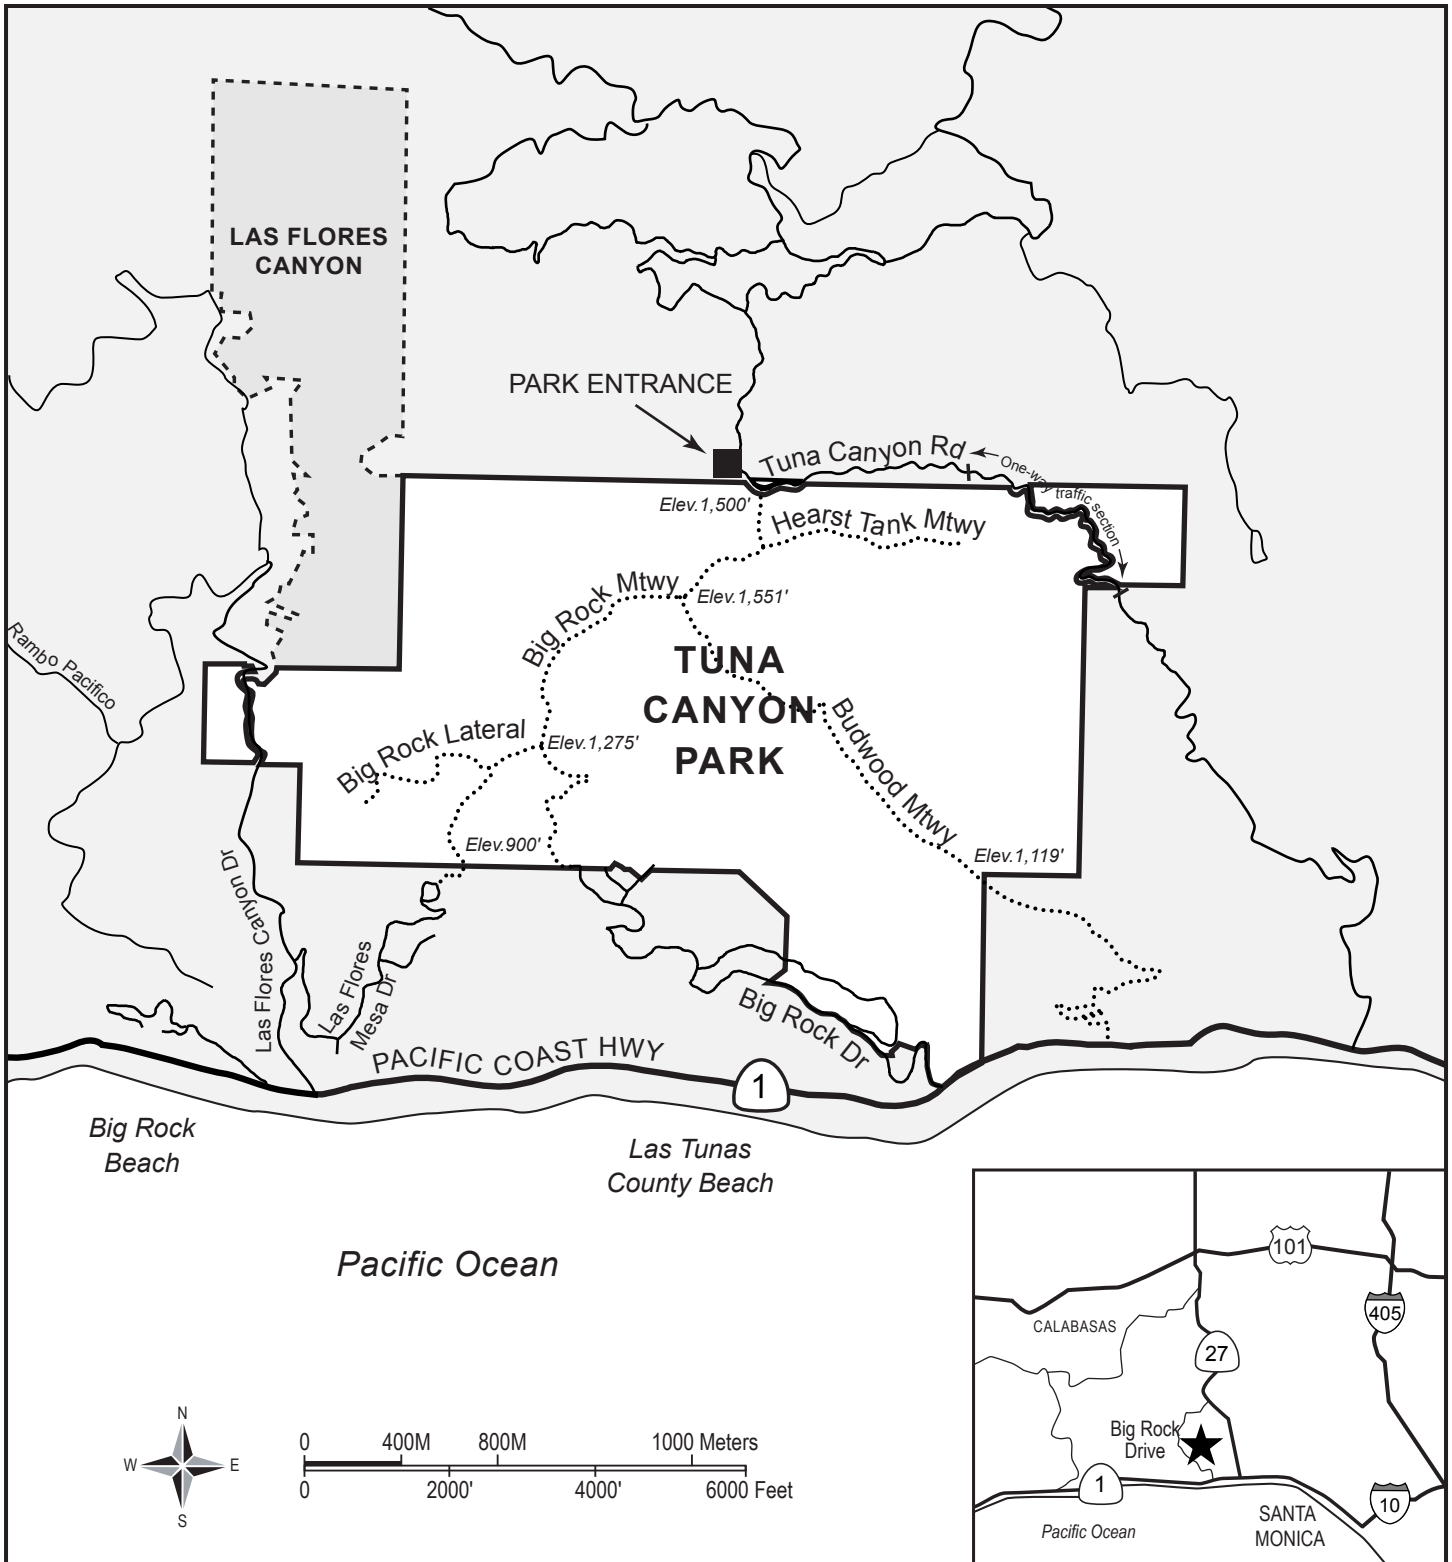 LAS FLORES
CANYON
PARK ENTRANCE
Tuna Canyon Rd
One-way traffic section
Elev.1,500'
Hearst Tank Mtwy
Big Rock Mtwy
Elev.1,551'
Rambo Pacifico
TUNA
CANYON
PARK
Big Rock Lateral
Elev.1,275'
Budwood Mtwy
Elev.900'
Elev.1,119'
Las Flores Canyon Dr
Las Flores
Mesa Dr
Big Rock Dr
PACIFIC COAST HWY
1
Big Rock
Beach
Las Tunas
County Beach
Pacific Ocean
N
W E
S
0 400M 800M 1000 Meters
0 2000' 4000' 6000 Feet
101
405
CALABASAS
27
Big Rock
Drive
1
10
SANTA
MONICA
Pacific Ocean